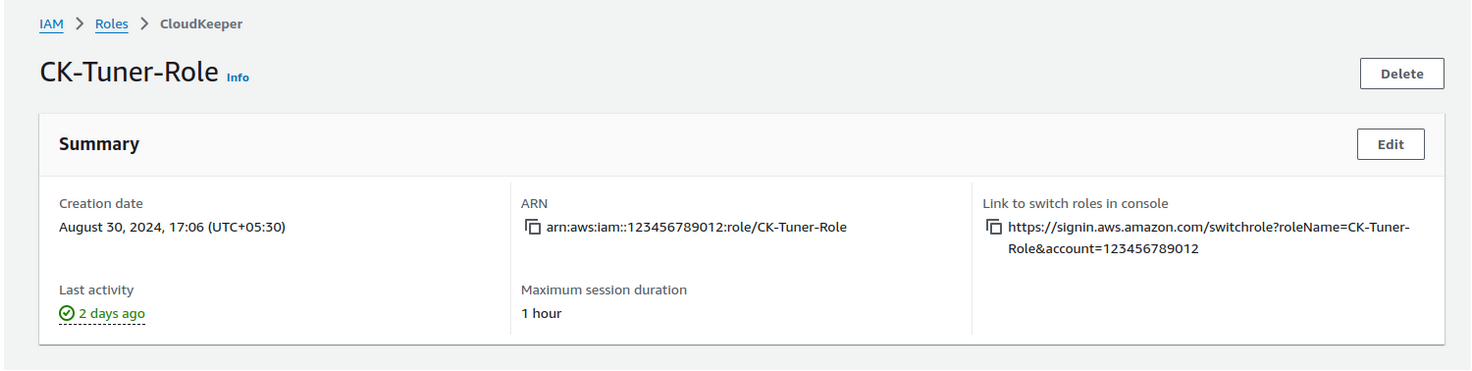 IAM > Roles > CloudKeeper
CK-Tuner-Role Info
Delete
Summary
Edit
Creation date
August 30, 2024, 17:06 (UTC+05:30)
ARN
arn:aws:iam::123456789012:role/CK-Tuner-Role
Link to switch roles in console
https://signin.aws.amazon.com/switchrole?roleName=CK-Tuner-
Role&account=123456789012
Last activity
2 days ago
Maximum session duration
1 hour